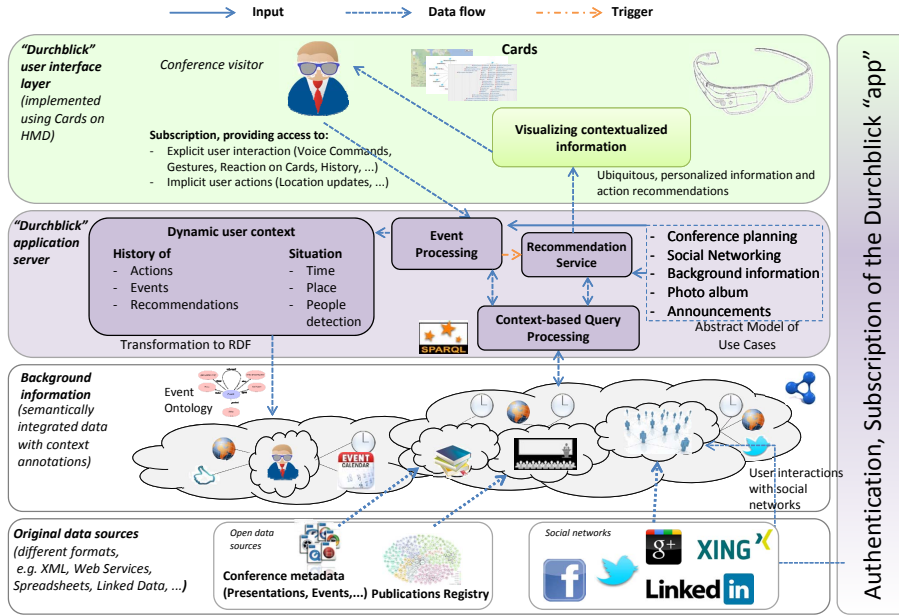 Input
Data flow
Trigger
“Durchblick”
user interface
layer
(implemented
using Cards on
HMD)
Conference visitor
Cards
Subscription, providing access to:
- Explicit user interaction (Voice Commands,
Gestures, Reaction on Cards, History, ...)
- Implicit user actions (Location updates, ...)
Visualizing contextualized
information
Ubiquitous, personalized information and
action recommendations
“Durchblick”
application
server
Dynamic user context
History of
- Actions
- Events
- Recommendations
Situation
- Time
- Place
- People
detection
Event
Processing
Recommendation
Service
- Conference planning
- Social Networking
- Background information
- Photo album
- Announcements
Context-based Query
Processing
SPARQL
Abstract Model of
Use Cases
Transformation to RDF
Background
information
(semantically
integrated data
with context
annotations)
Event
Ontology
EVENT
CALENDAR
User interactions
with social
networks
Original data sources
(different formats,
e.g. XML, Web Services,
Spreadsheets, Linked Data, ...)
Open data
sources
Conference metadata
(Presentations, Events,...)
Publications Registry
Social networks
f
g+
XING
Linked in
Authentication, Subscription of the Durchblick “app”